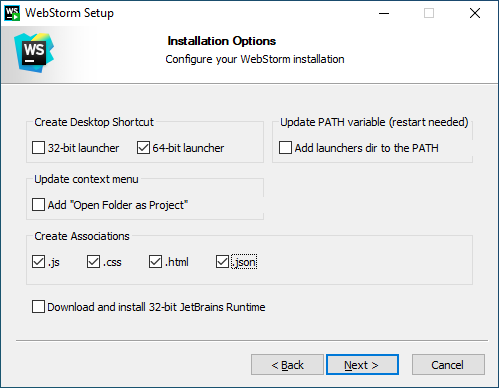 WebStorm Setup
WS
Installation Options
Configure your WebStorm installation
Create Desktop Shortcut
32-bit launcher
64-bit launcher
Update PATH variable (restart needed)
Add launchers dir to the PATH
Update context menu
Add "Open Folder as Project"
Create Associations
.js
.css
.html
.json
Download and install 32-bit JetBrains Runtime
< Back
Next >
Cancel